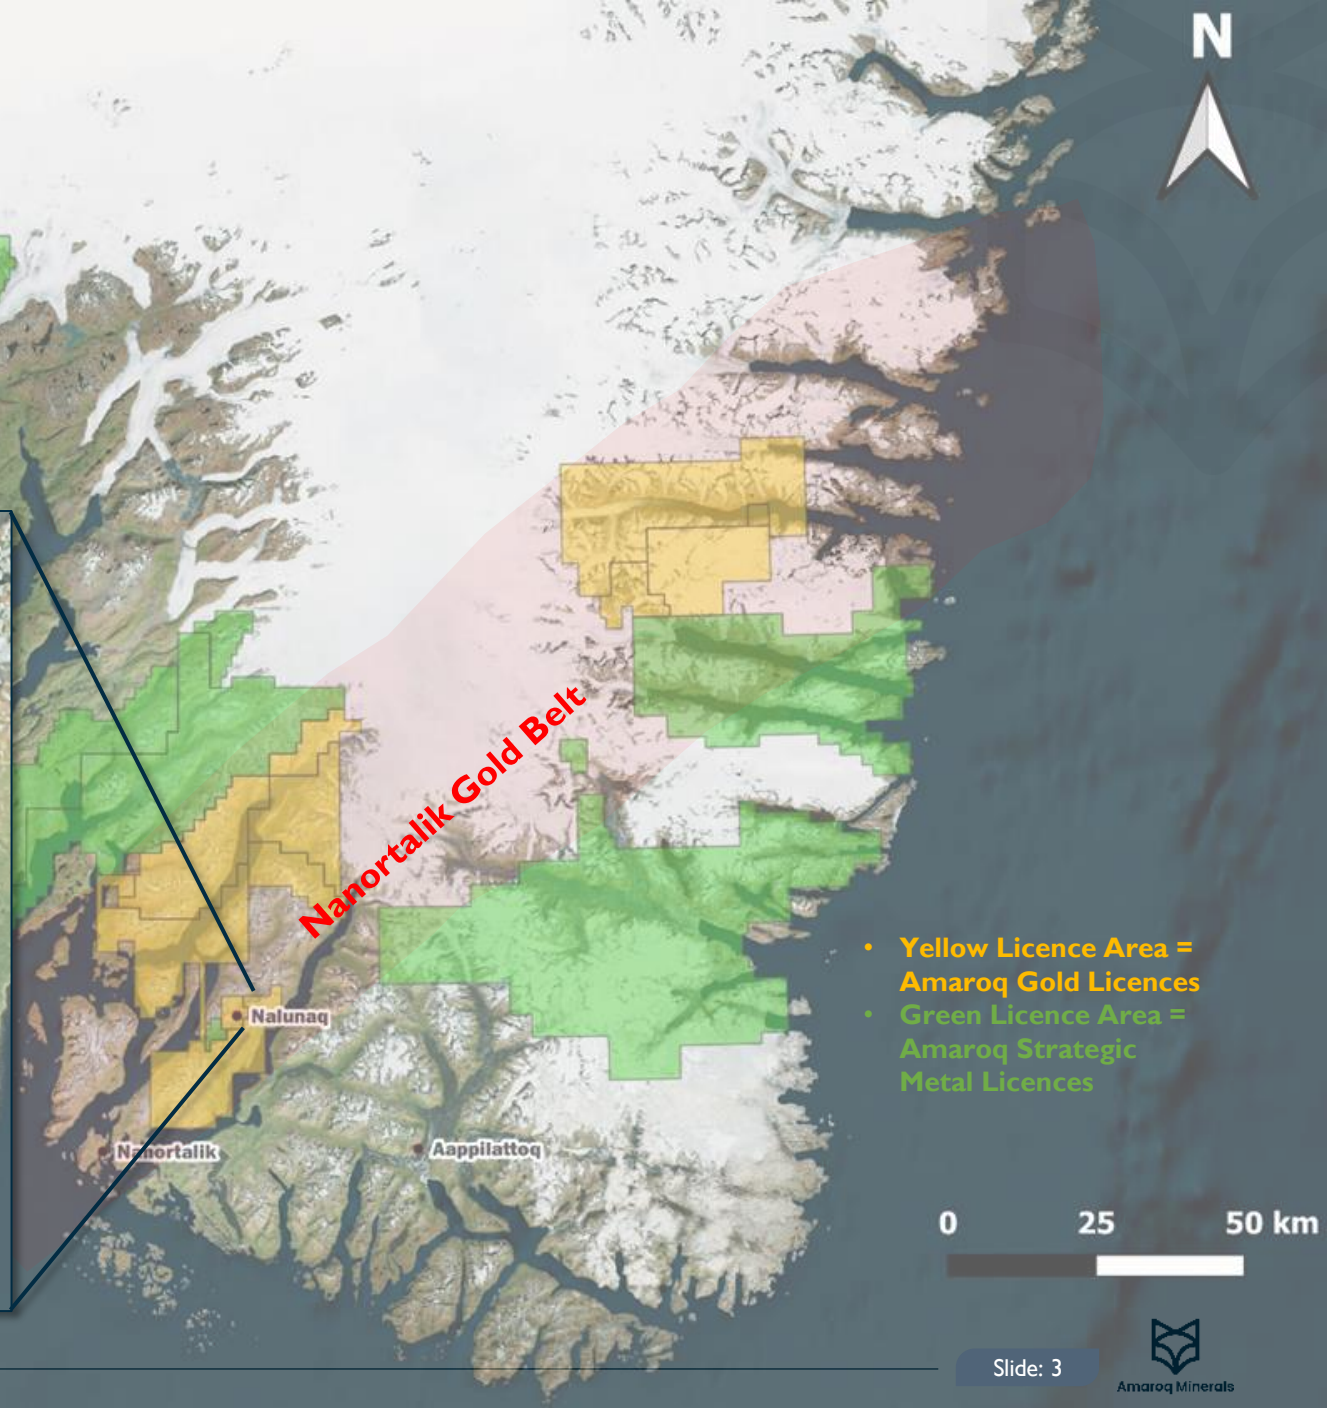 N
Nanortalik Gold Belt
• Yellow Licence Area =
Amaroq Gold Licences
• Green Licence Area =
Amaroq Strategic
Metal Licences
Nalunaq
Nanortalik
Aappilattoq
0 25 50 km
Slide: 3
Amaroq Minerals